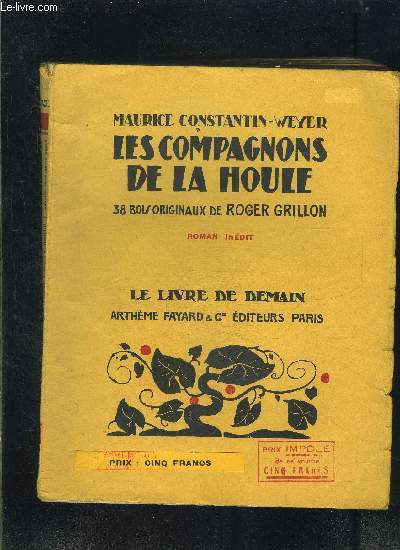 Le-livre.com
MAURICE CONSTANTIN-WEYER
LES COMPAGNONS
DE LA HOULE
38 BOIS ORIGINAUX DE ROGER GRILLON
ROMAN INÉDIT
LE LIVRE DE DEMAIN
ARTHÈME FAYARD & Cie ÉDITEURS PARIS
PRIX : CINQ FRANCS
PRIX IMPOSÉ
CINQ FRANCS